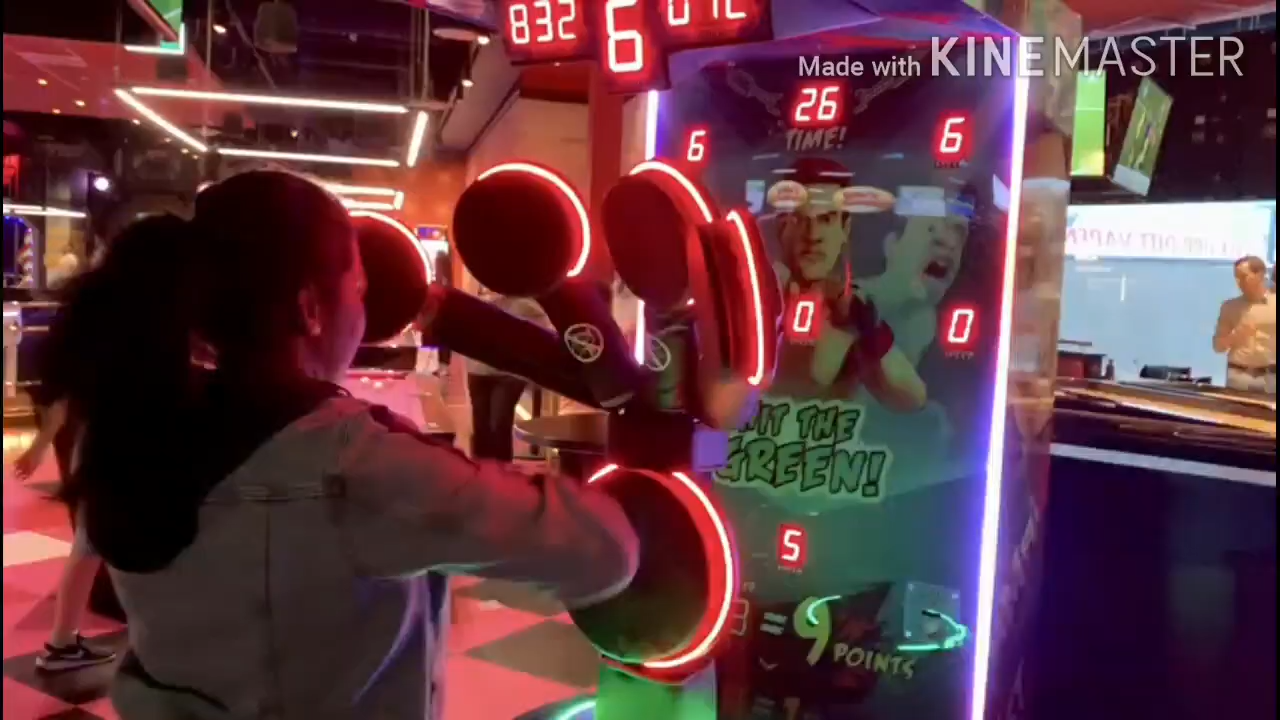 832 6
Made with KINEMASTER
26
TIME!
6
6
0
0
HIT THE
GREEN!
5
= 9
POINTS